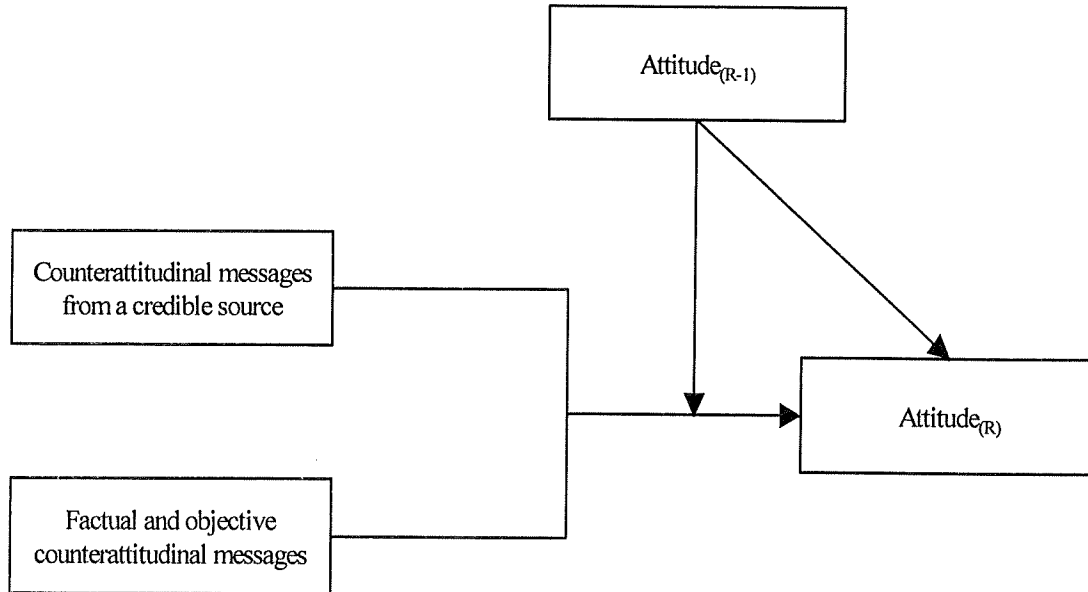 Attitude(R-1)
Counterattitudinal messages
from a credible source
Attitude(R)
Factual and objective
counterattitudinal messages